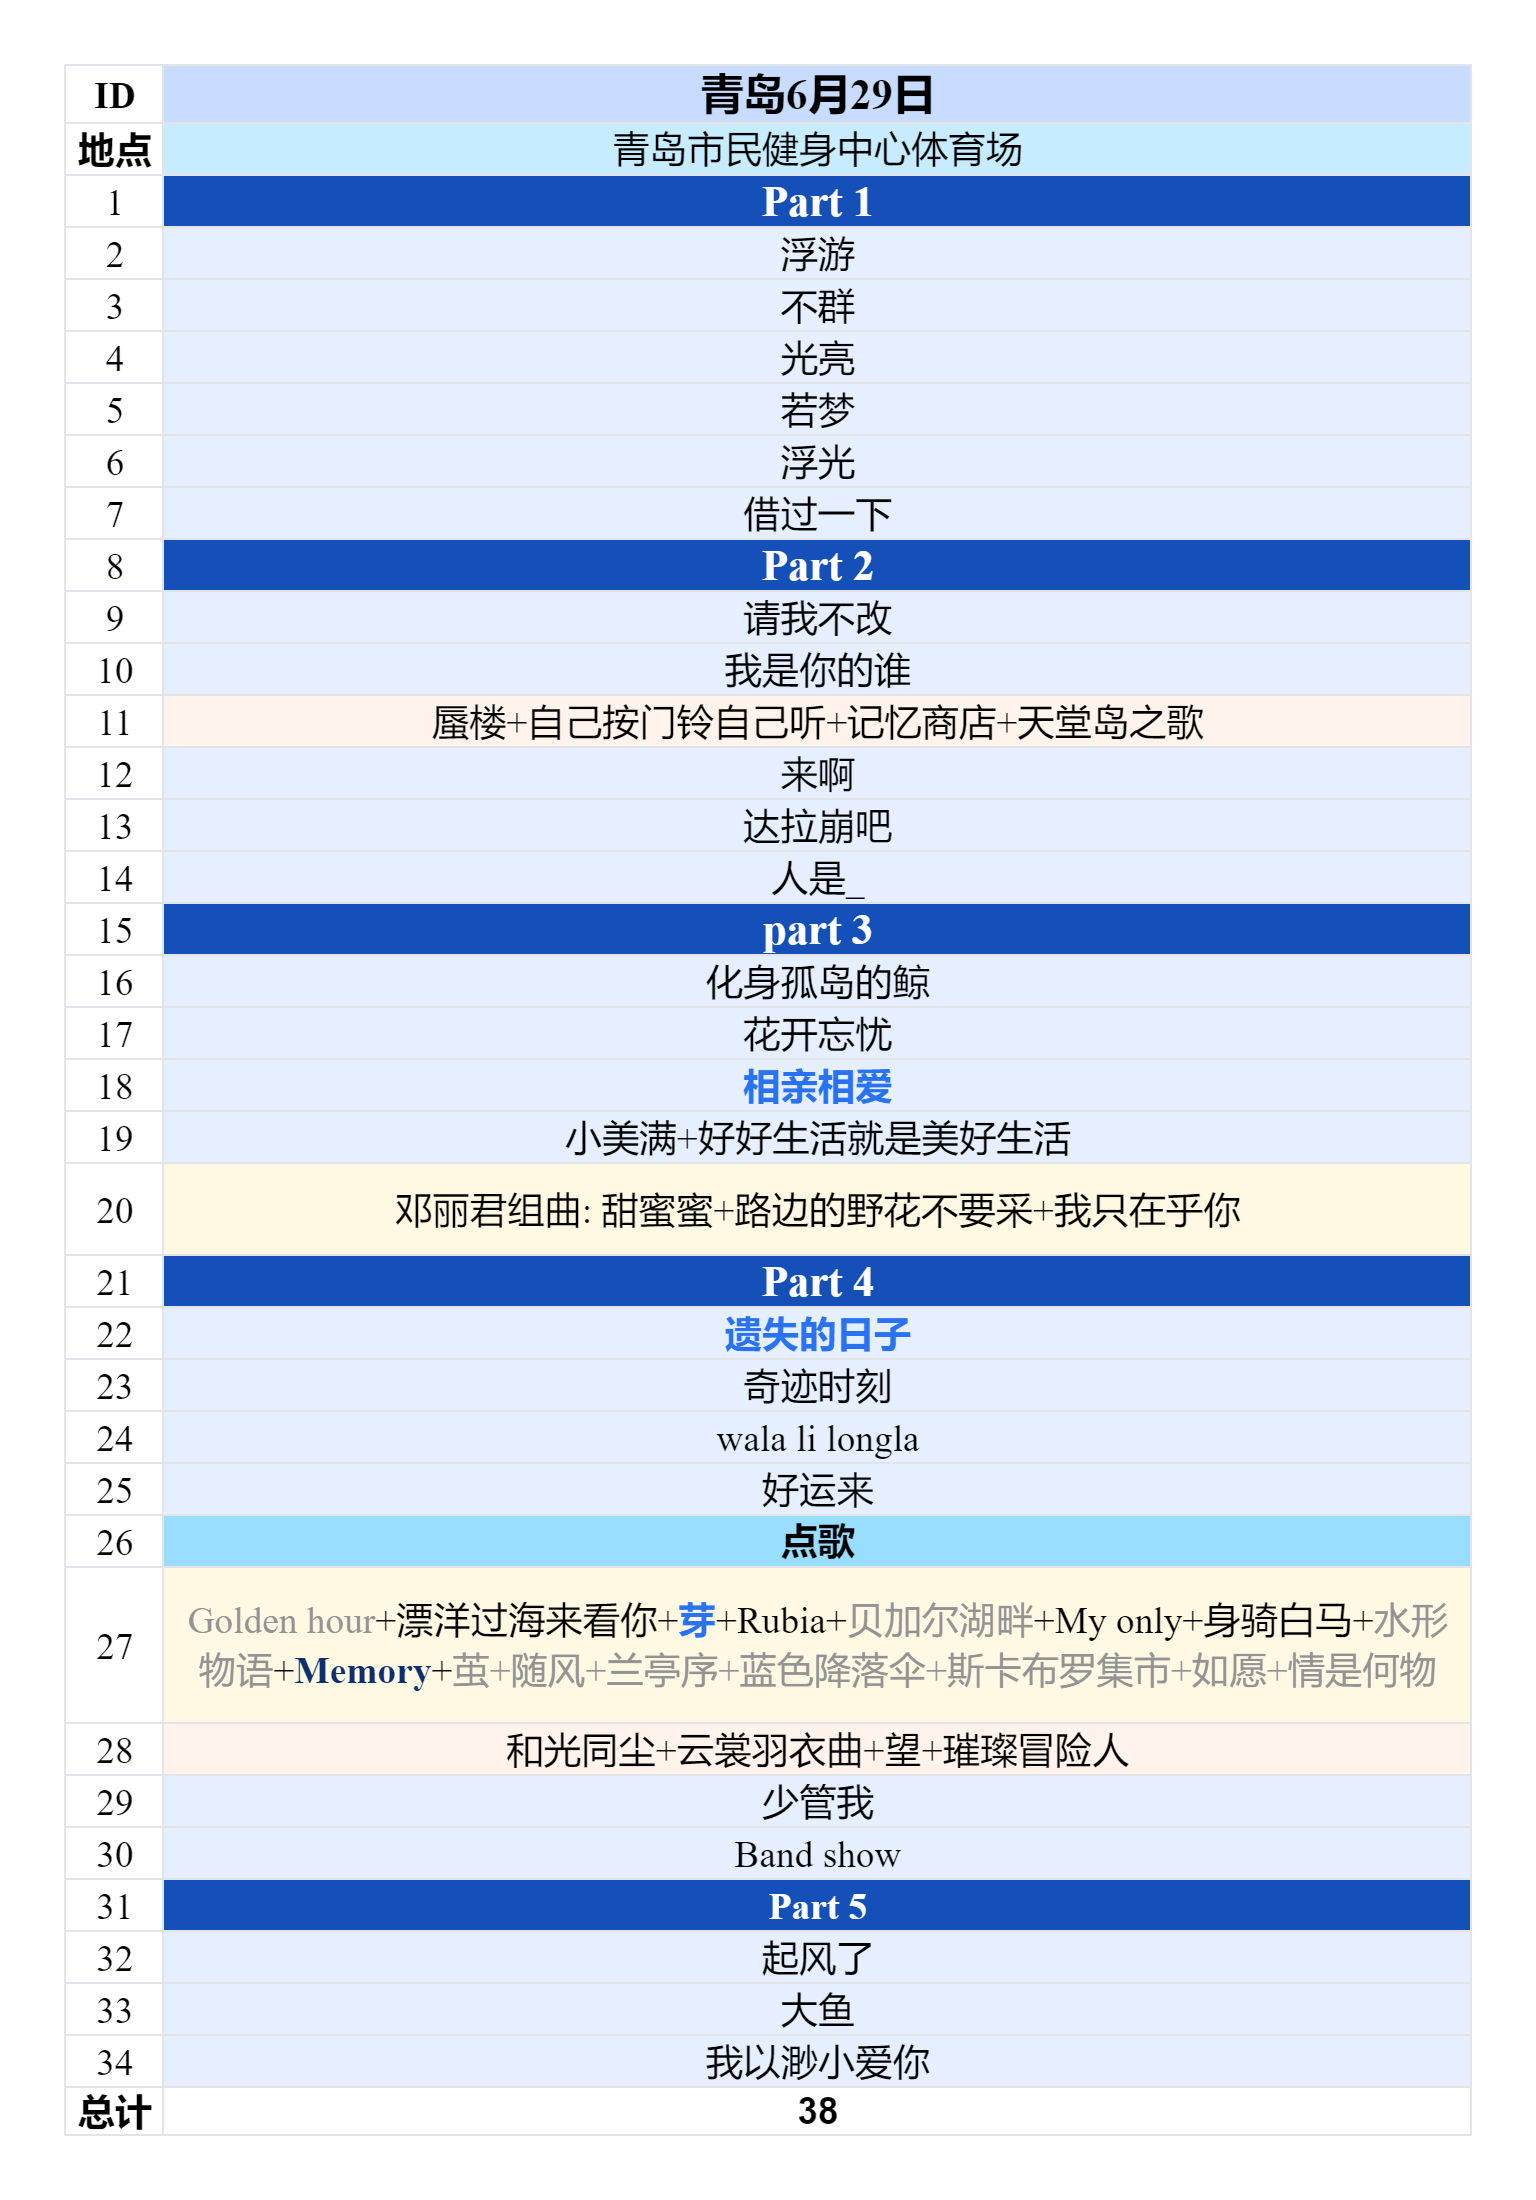 ID 青岛6月29日
地点 青岛市民健身中心体育场
1 Part 1
2 浮游
3 不群
4 光亮
5 若梦
6 浮光
7 借过一下
8 Part 2
9 请我不改
10 我是你的谁
11 蜃楼+自己按门铃自己听+记忆商店+天堂岛之歌
12 来啊
13 达拉崩吧
14 人是_
15 part 3
16 化身孤岛的鲸
17 花开忘忧
18 相亲相爱
19 小美满+好好生活就是美好生活
20 邓丽君组曲: 甜蜜蜜+路边的野花不要采+我只在乎你
21 Part 4
22 遗失的日子
23 奇迹时刻
24 wala li longla
25 好运来
26 点歌
27 Golden hour+漂洋过海来看你+芽+Rubia+贝加尔湖畔+My only+身骑白马+水形
物语+Memory+茧+随风+兰亭序+蓝色降落伞+斯卡布罗集市+如愿+情是何物
28 和光同尘+云裳羽衣曲+望+璀璨冒险人
29 少管我
30 Band show
31 Part 5
32 起风了
33 大鱼
34 我以渺小爱你
总计 38